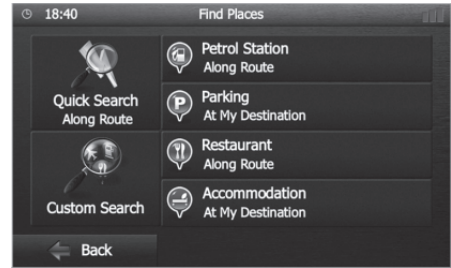 18:40
Find Places
Quick Search
Along Route
Custom Search
Petrol Station
Along Route
Parking
At My Destination
Restaurant
Along Route
Accommodation
At My Destination
Back